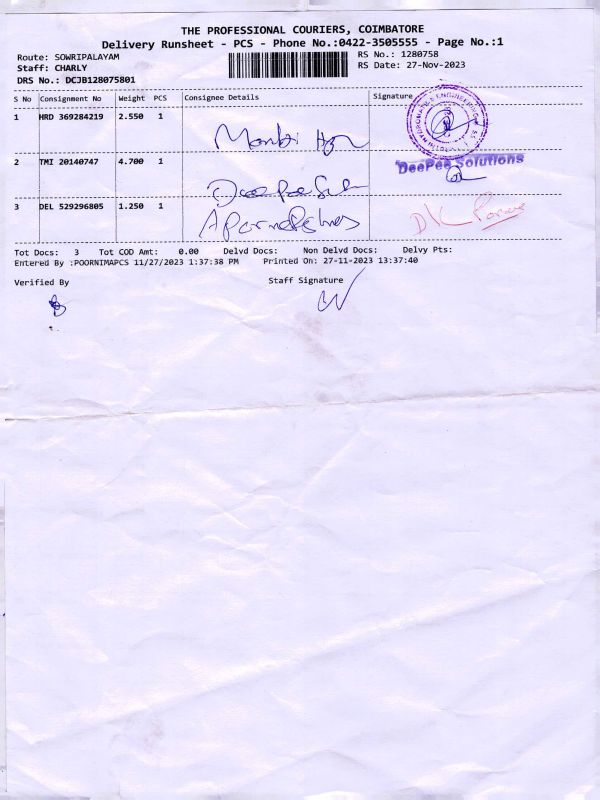 THE PROFESSIONAL COURIERS, COIMBATORE
Delivery Runsheet - PCS - Phone No.:0422-3505555 - Page No.:1
Route: SOWRIPALAYAM
RS No.: 1280758
Staff: CHARLY
RS Date: 27-Nov-2023
DRS No.: DCJB128075801
S No Consignment No Weight PCS Consignee Details Signature
1 HRD 369284219 2.550 1
2 TMI 20140747 4.700 1
DeePee Solutions
3 DEL 529296805 1.250 1
Tot Docs: 3 Tot COD Amt: 0.00 Delvd Docs: Non Delvd Docs: Delvy Pts:
Entered By :POORNIMAPCS 11/27/2023 1:37:38 PM Printed On: 27-11-2023 13:37:40
Verified By Staff Signature